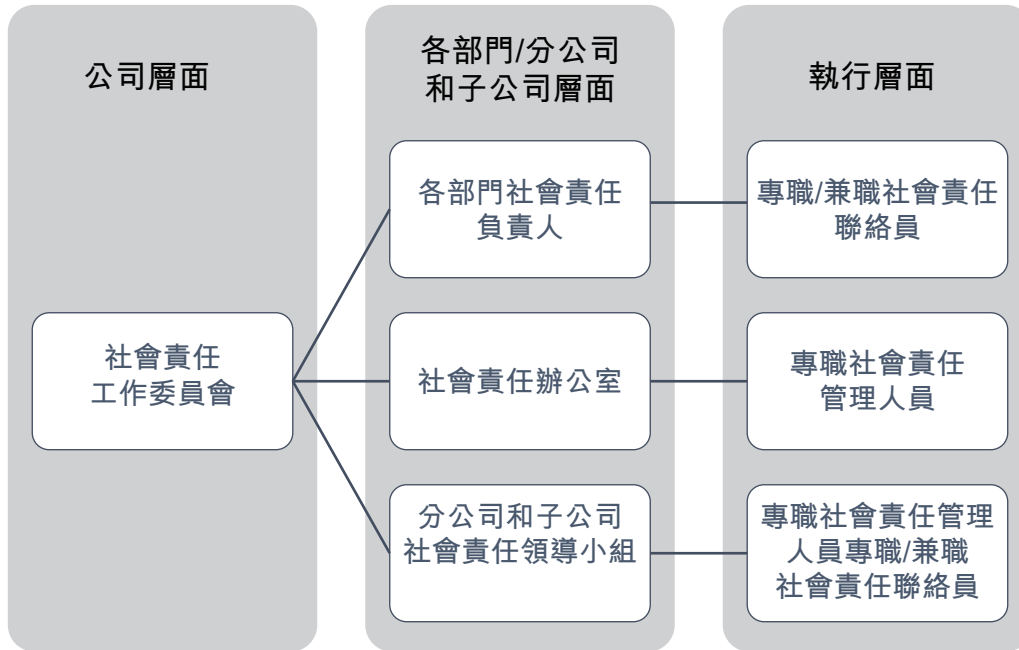 公司層面
社會責任
工作委員會
各部門/分公司
和子公司層面
各部門社會責任
負責人
社會責任辦公室
分公司和子公司
社會責任領導小組
執行層面
專職/兼職社會責任
聯絡員
專職社會責任
管理人員
專職社會責任管理
人員專職/兼職
社會責任聯絡員